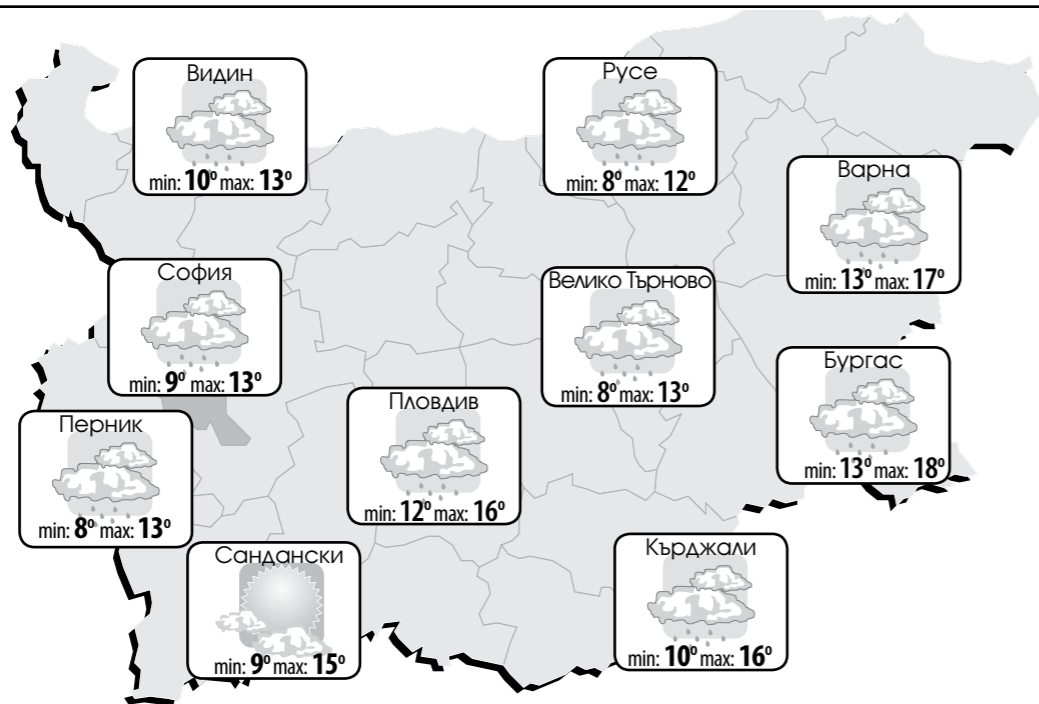 Видин
min: 10° max: 13°
Русе
min: 8° max: 12°
Варна
min: 13° max: 17°
София
min: 9° max: 13°
Велико Търново
min: 8° max: 13°
Бургас
min: 13° max: 18°
Пловдив
min: 12° max: 16°
Перник
min: 8° max: 13°
Сандански
min: 9° max: 15°
Кърджали
min: 10° max: 16°